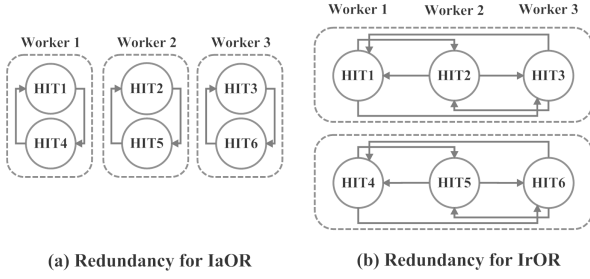 Worker 1 Worker 2 Worker 3
HIT1 HIT2 HIT3
HIT4 HIT5 HIT6
(a) Redundancy for IaOR
Worker 1 Worker 2 Worker 3
HIT1 HIT2 HIT3
HIT4 HIT5 HIT6
(b) Redundancy for IrOR